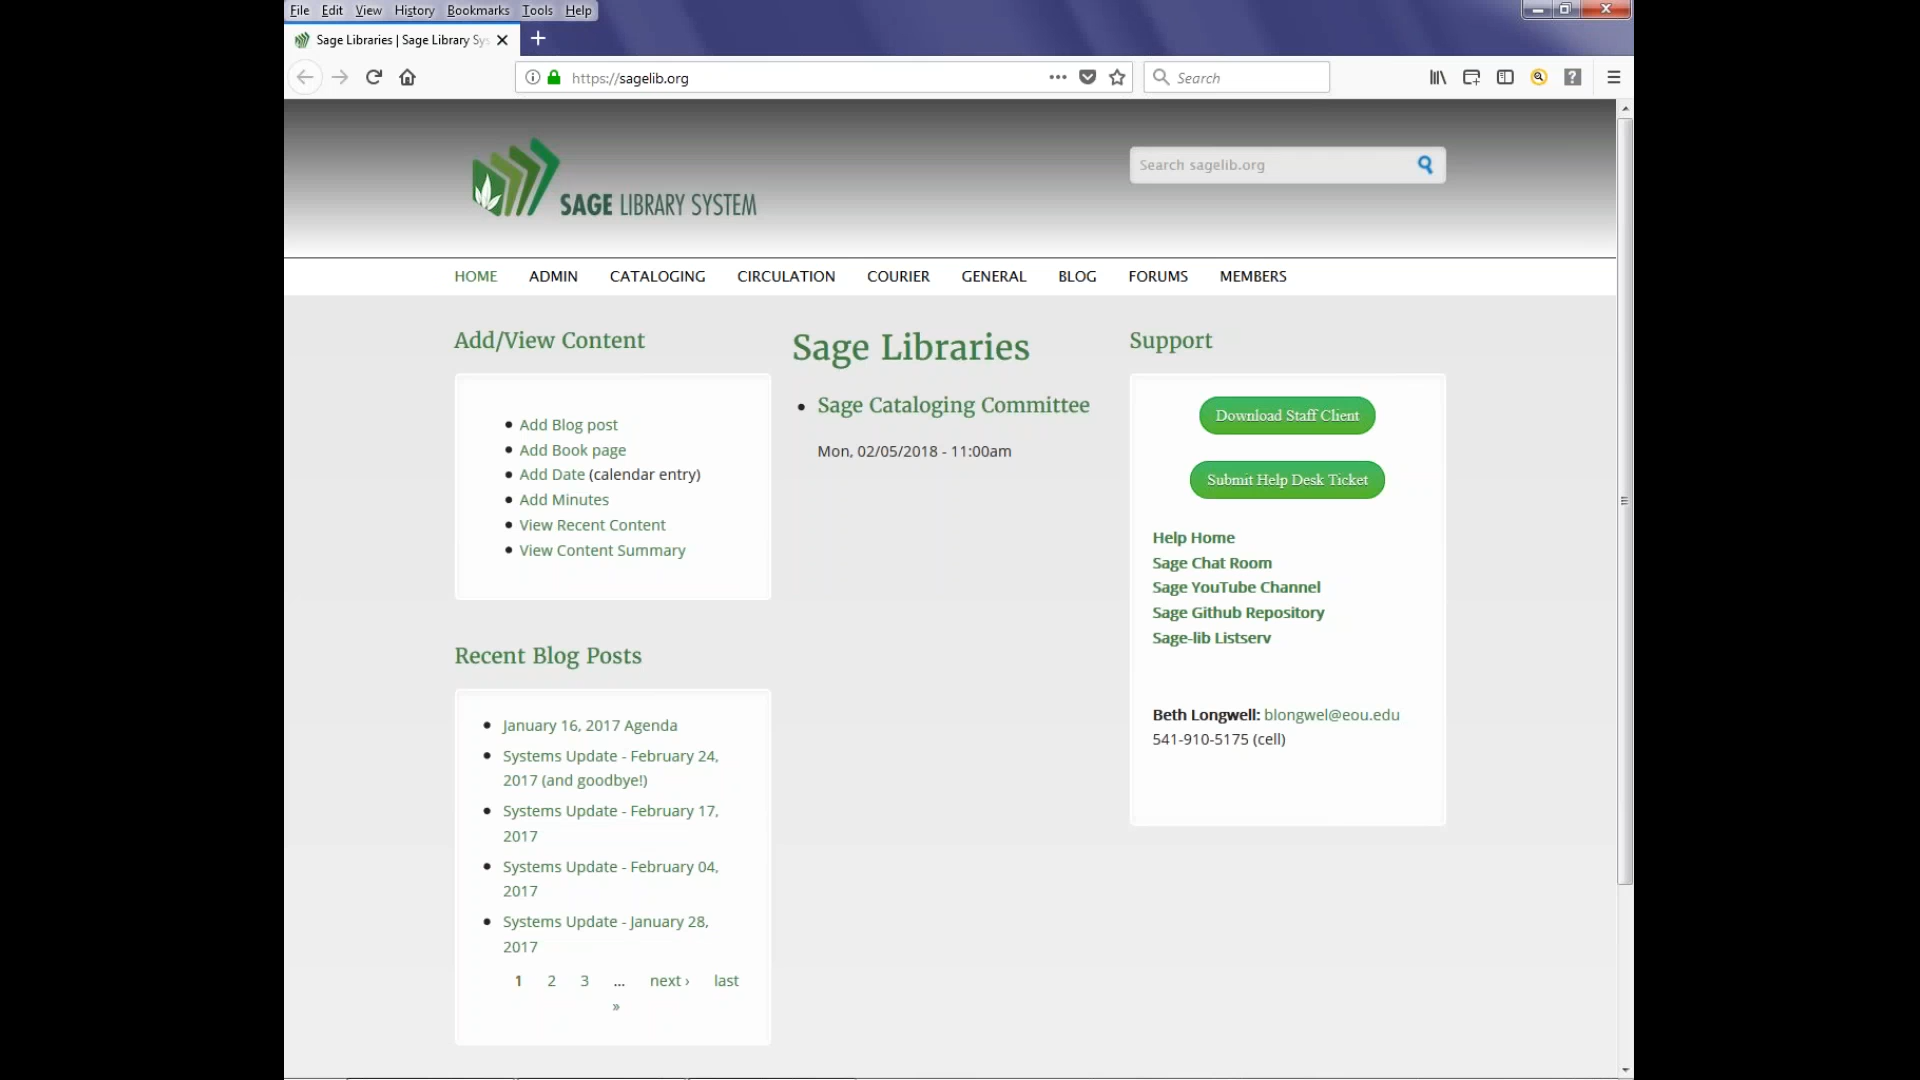 File Edit View History Bookmarks Tools Help
Sage Libraries | Sage Library Sys
https://sagelib.org
Search
SAGE LIBRARY SYSTEM
Search sagelib.org
HOME ADMIN CATALOGING CIRCULATION COURIER GENERAL BLOG FORUMS MEMBERS
Add/View Content
Add Blog post
Add Book page
Add Date (calendar entry)
Add Minutes
View Recent Content
View Content Summary
Recent Blog Posts
January 16, 2017 Agenda
Systems Update - February 24,
2017 (and goodbye!)
Systems Update - February 17,
2017
Systems Update - February 04,
2017
Systems Update - January 28,
2017
1 2 3 ... next › last
»
Sage Libraries
Sage Cataloging Committee
Mon, 02/05/2018 - 11:00am
Support
Download Staff Client
Submit Help Desk Ticket
Help Home
Sage Chat Room
Sage YouTube Channel
Sage Github Repository
Sage-lib Listserv
Beth Longwell: blongwel@eou.edu
541-910-5175 (cell)